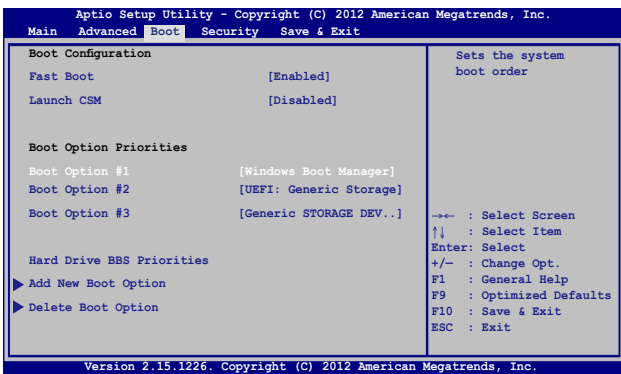 Aptio Setup Utility - Copyright (C) 2012 American Megatrends, Inc.
Main Advanced Boot Security Save & Exit
Boot Configuration
Fast Boot [Enabled]
Launch CSM [Disabled]
Boot Option Priorities
Boot Option #1 [Windows Boot Manager]
Boot Option #2 [UEFI: Generic Storage]
Boot Option #3 [Generic STORAGE DEV..]
Hard Drive BBS Priorities
Add New Boot Option
Delete Boot Option
Sets the system
boot order
→← : Select Screen
↑↓ : Select Item
Enter: Select
+/— : Change Opt.
F1 : General Help
F9 : Optimized Defaults
F10 : Save & Exit
ESC : Exit
Version 2.15.1226. Copyright (C) 2012 American Megatrends, Inc.